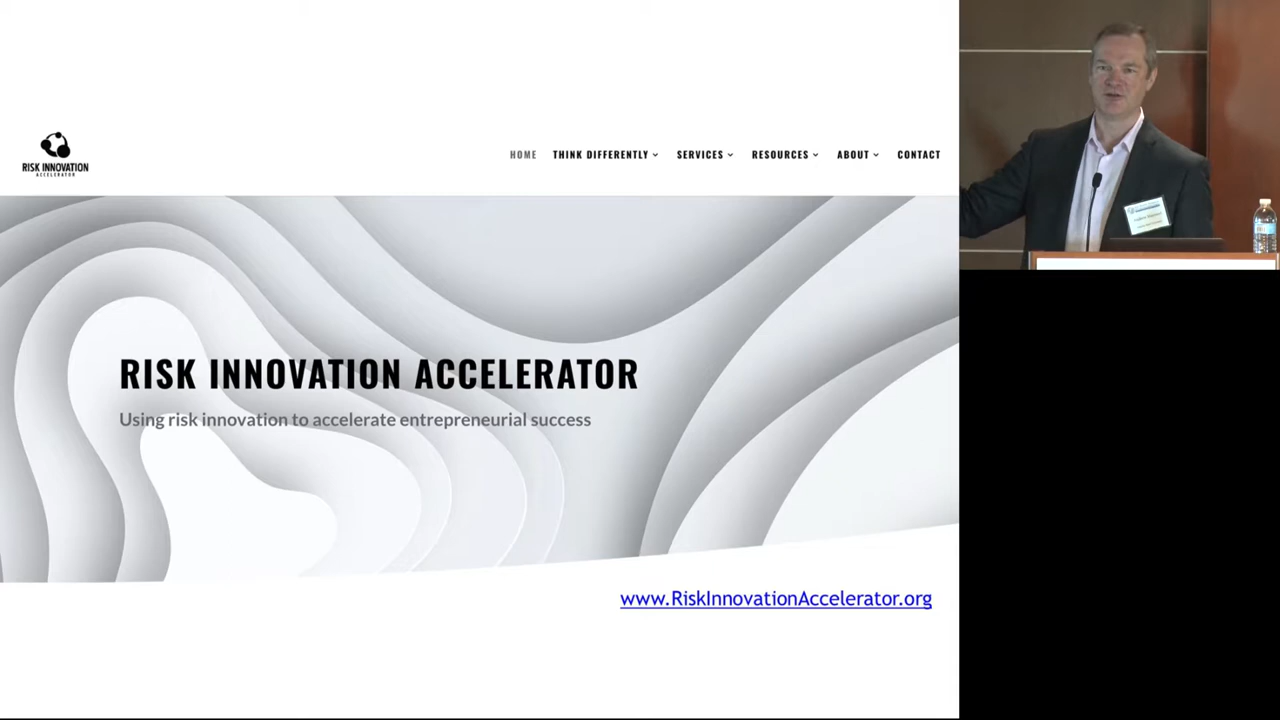 RISK INNOVATION
ACCELERATOR
HOME THINK DIFFERENTLY SERVICES RESOURCES ABOUT CONTACT
RISK INNOVATION ACCELERATOR
Using risk innovation to accelerate entrepreneurial success
www.RiskInnovationAccelerator.org